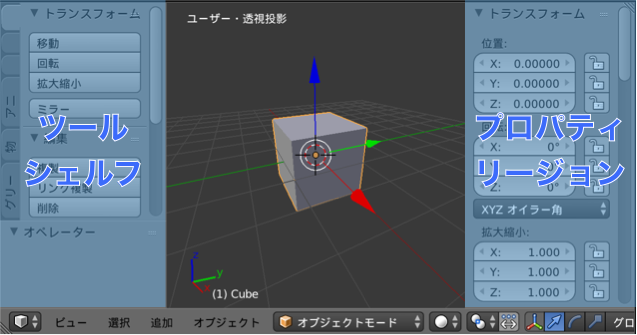 トランスフォーム
移動
回転
拡大縮小
ミラー
ツール
シェルフ
リンク複製
削除
オペレーター
アニ
物
グリー
ユーザー・透視投影
z
y
(1) Cube
トランスフォーム
位置:
X: 0.00000
Y: 0.00000
Z: 0.00000
プロパティ
リージョン
X: 0°
Z: 0°
XYZ オイラー角
拡大縮小:
X: 1.000
Y: 1.000
Z: 1.000
ビュー 選択 追加 オブジェクト オブジェクトモード グロ